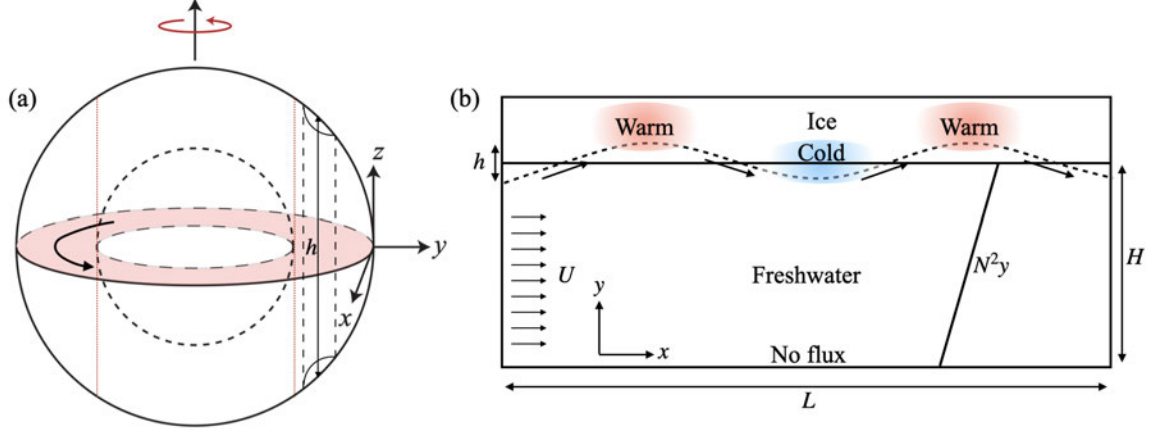 (a)
z
y
h
x
(b)
Warm
Ice
Warm
Cold
h
U
Freshwater
N²y
H
y
x
No flux
L